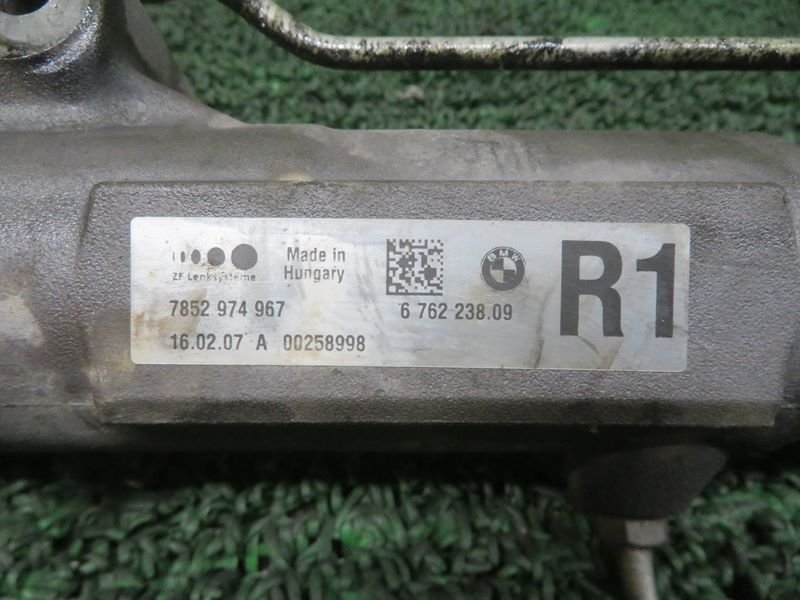 ZF Lenksysteme
Made in
Hungary
BMW
R1
7852 974 967
6 762 238.09
16.02.07 A 00258998